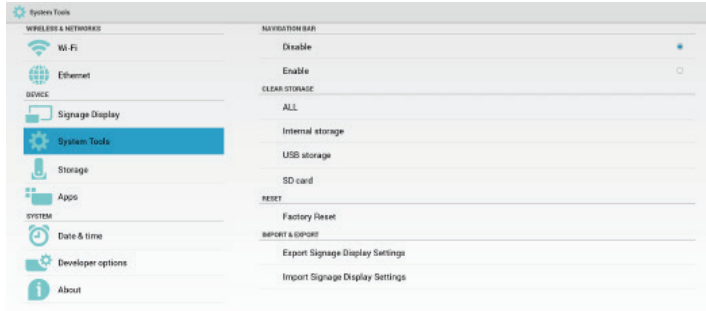 System Tools
WIRELESS & NETWORKS
Wi-Fi
Ethernet
DEVICE
Signage Display
System Tools
Storage
Apps
SYSTEM
Date & time
Developer options
About
NAVIGATION BAR
Disable
Enable
CLEAR STORAGE
ALL
Internal storage
USB storage
SD card
RESET
Factory Reset
IMPORT & EXPORT
Export Signage Display Settings
Import Signage Display Settings